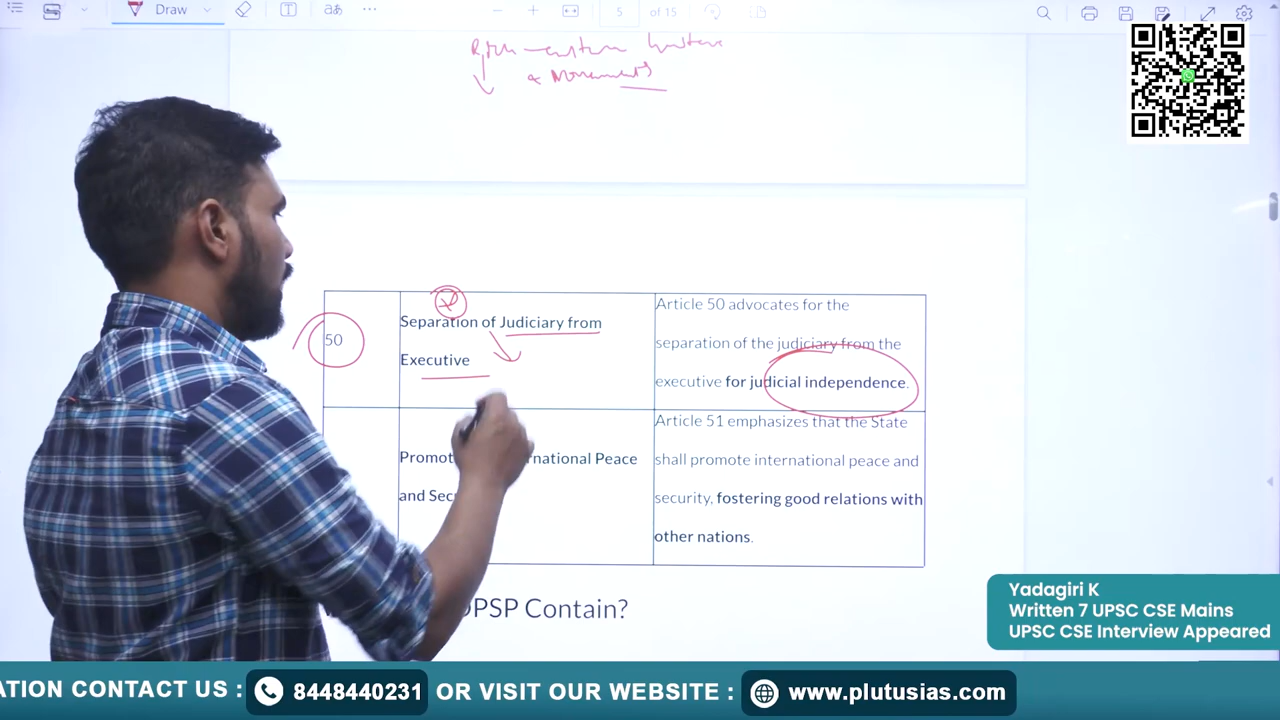 Draw
5 of 15
& Movements
50
Separation of Judiciary from
Executive
Article 50 advocates for the
separation of the judiciary from the
executive for judicial independence.
and
Article 51 emphasizes that the State
shall promote international peace and
security, fostering good relations with
other nations.
Peace
DPSP Contain?
Yadagiri K
Written 7 UPSC CSE Mains
UPSC CSE Interview Appeared
ATION CONTACT US : 8448440231 OR VISIT OUR WEBSITE : www.plutusias.com